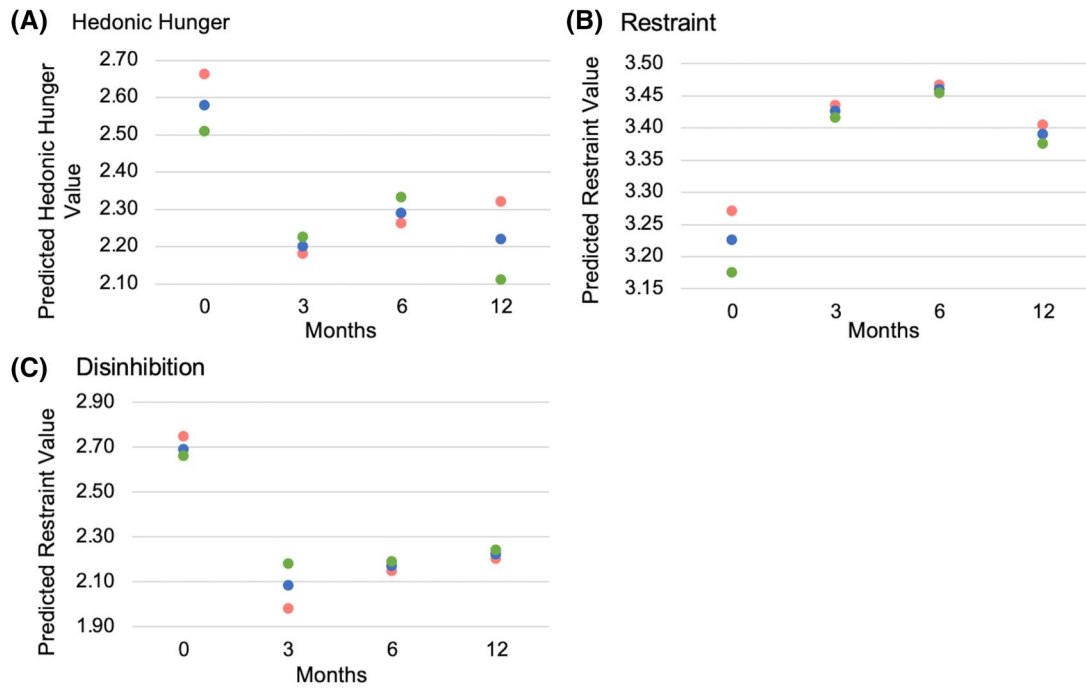 (A) Hedonic Hunger
Predicted Hedonic Hunger
Value
2.70
2.60
2.50
2.40
2.30
2.20
2.10
0 3 6 12
Months
(B) Restraint
Predicted Restraint Value
3.50
3.45
3.40
3.35
3.30
3.25
3.20
3.15
0 3 6 12
Months
(C) Disinhibition
Predicted Restraint Value
2.90
2.70
2.50
2.30
2.10
1.90
0 3 6 12
Months